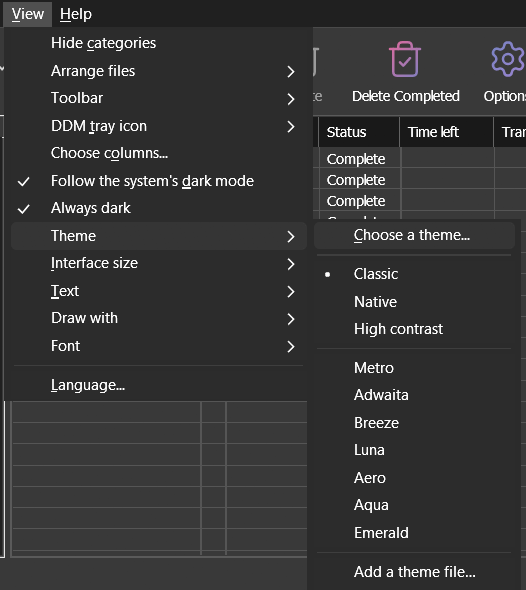 View Help
Hide categories
Arrange files
Toolbar
DDM tray icon
Choose columns...
Follow the system's dark mode
Always dark
Theme
Interface size
Text
Draw with
Font
Language...
Delete Completed
Options
Status Time left
Complete
Complete
Complete
Choose a theme...
Classic
Native
High contrast
Metro
Adwaita
Breeze
Luna
Aero
Aqua
Emerald
Add a theme file...